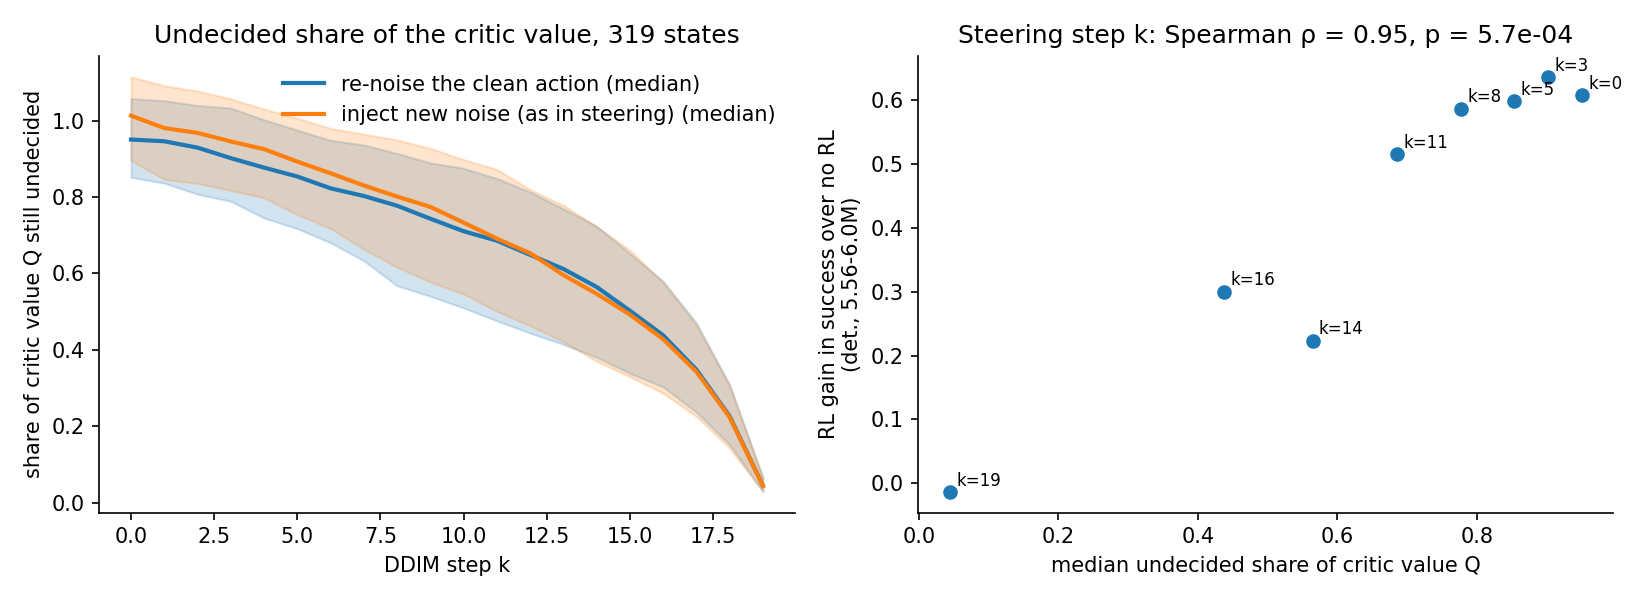 Undecided share of the critic value, 319 states
re-noise the clean action (median)
inject new noise (as in steering) (median)
share of critic value Q still undecided
1.0
0.8
0.6
0.4
0.2
0.0
0.0 2.5 5.0 7.5 10.0 12.5 15.0 17.5
DDIM step k
Steering step k: Spearman ρ = 0.95, p = 5.7e-04
RL gain in success over no RL
(det., 5.56-6.0M)
0.6
0.5
0.4
0.3
0.2
0.1
0.0
k=3
k=0
k=5
k=8
k=11
k=16
k=14
k=19
0.0 0.2 0.4 0.6 0.8
median undecided share of critic value Q